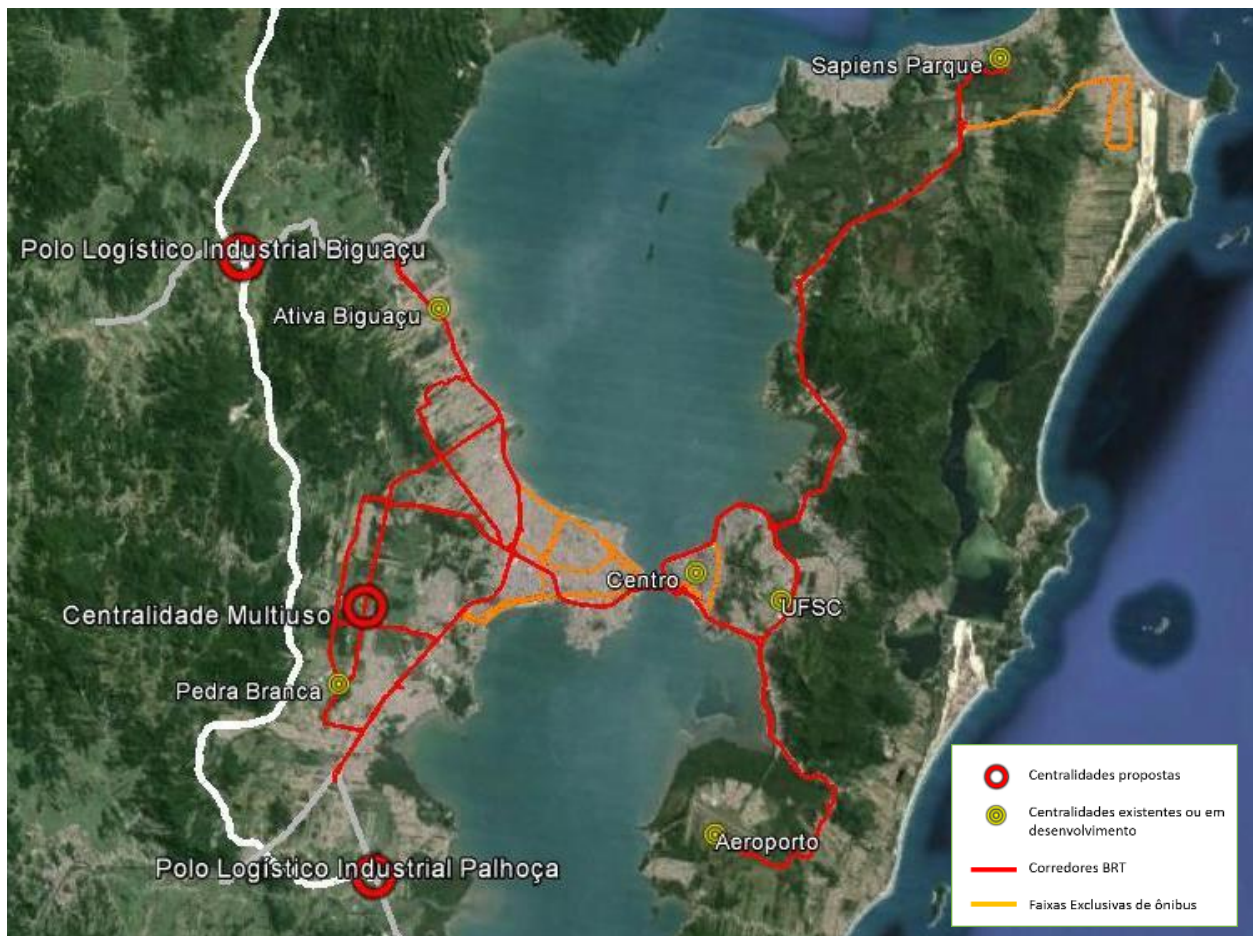 Sapiens Parque
Polo Logístico Industrial Biguaçu
Ativa Biguaçu
Centro
UFSC
Centralidade Multiuso
Pedra Branca
Aeroporto
Polo Logístico Industrial Palhoça
Centralidades propostas
Centralidades existentes ou em
desenvolvimento
Corredores BRT
Faixas Exclusivas de ônibus